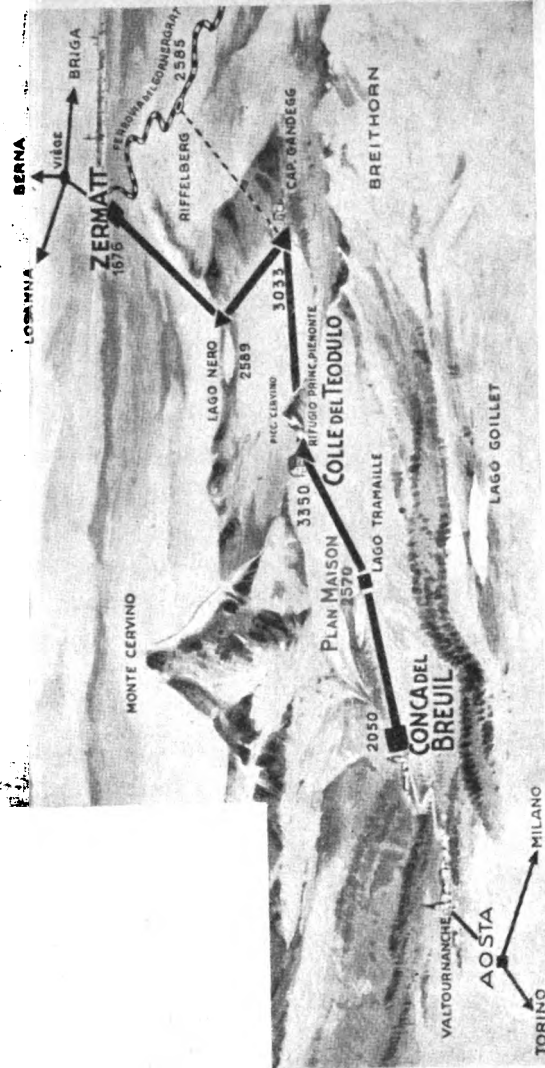 LOSANNA
BERNA
VIÈGE
BRIGA
ZERMATT
1676
FERROVIA DEL GORNERGRAT
2585
RIFFELBERG
LAGO NERO
2589
CAP. GANDEGG
3033
BREITHORN
PICC. CERVINO
RIFUGIO PRINC. PIEMONTE
COLLE DEL TEODULO
3350
MONTE CERVINO
PLAN MAISON
2570
LAGO TRAMAILLE
LAGO GOILLET
2050
CONCA DEL
BREUIL
VALTOURNANCHE
AOSTA
MILANO
TORINO